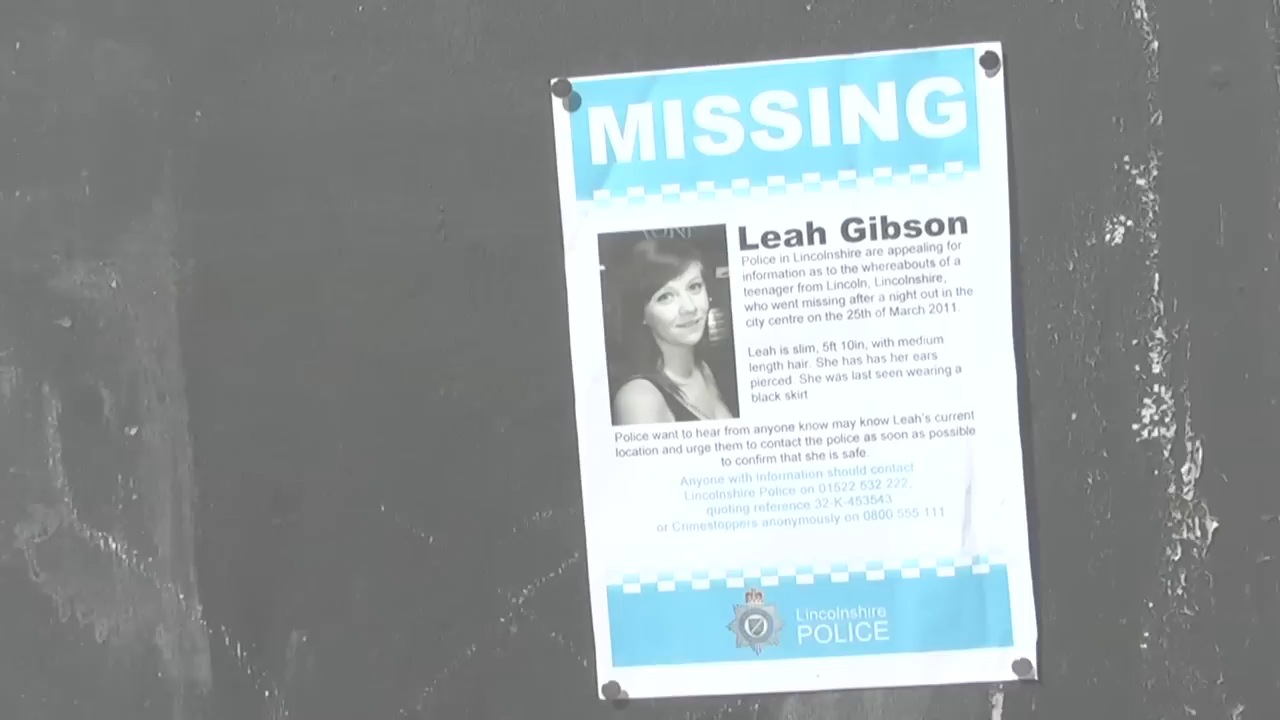 MISSING
Leah Gibson
Police in Lincolnshire are appealing for
information as to the whereabouts of a
teenager from Lincoln, Lincolnshire,
who went missing after a night out in the
city centre on the 25th of March 2011.
Leah is slim, 5ft 10in, with medium
length hair. She has has her ears
pierced. She was last seen wearing a
black skirt
Police want to hear from anyone know may know Leah's current
location and urge them to contact the police as soon as possible
to confirm that she is safe.
Anyone with information should contact
Lincolnshire Police on 01522 532 222,
quoting reference 32-K-453543
or Crimestoppers anonymously on 0800 555 111
Lincolnshire
POLICE